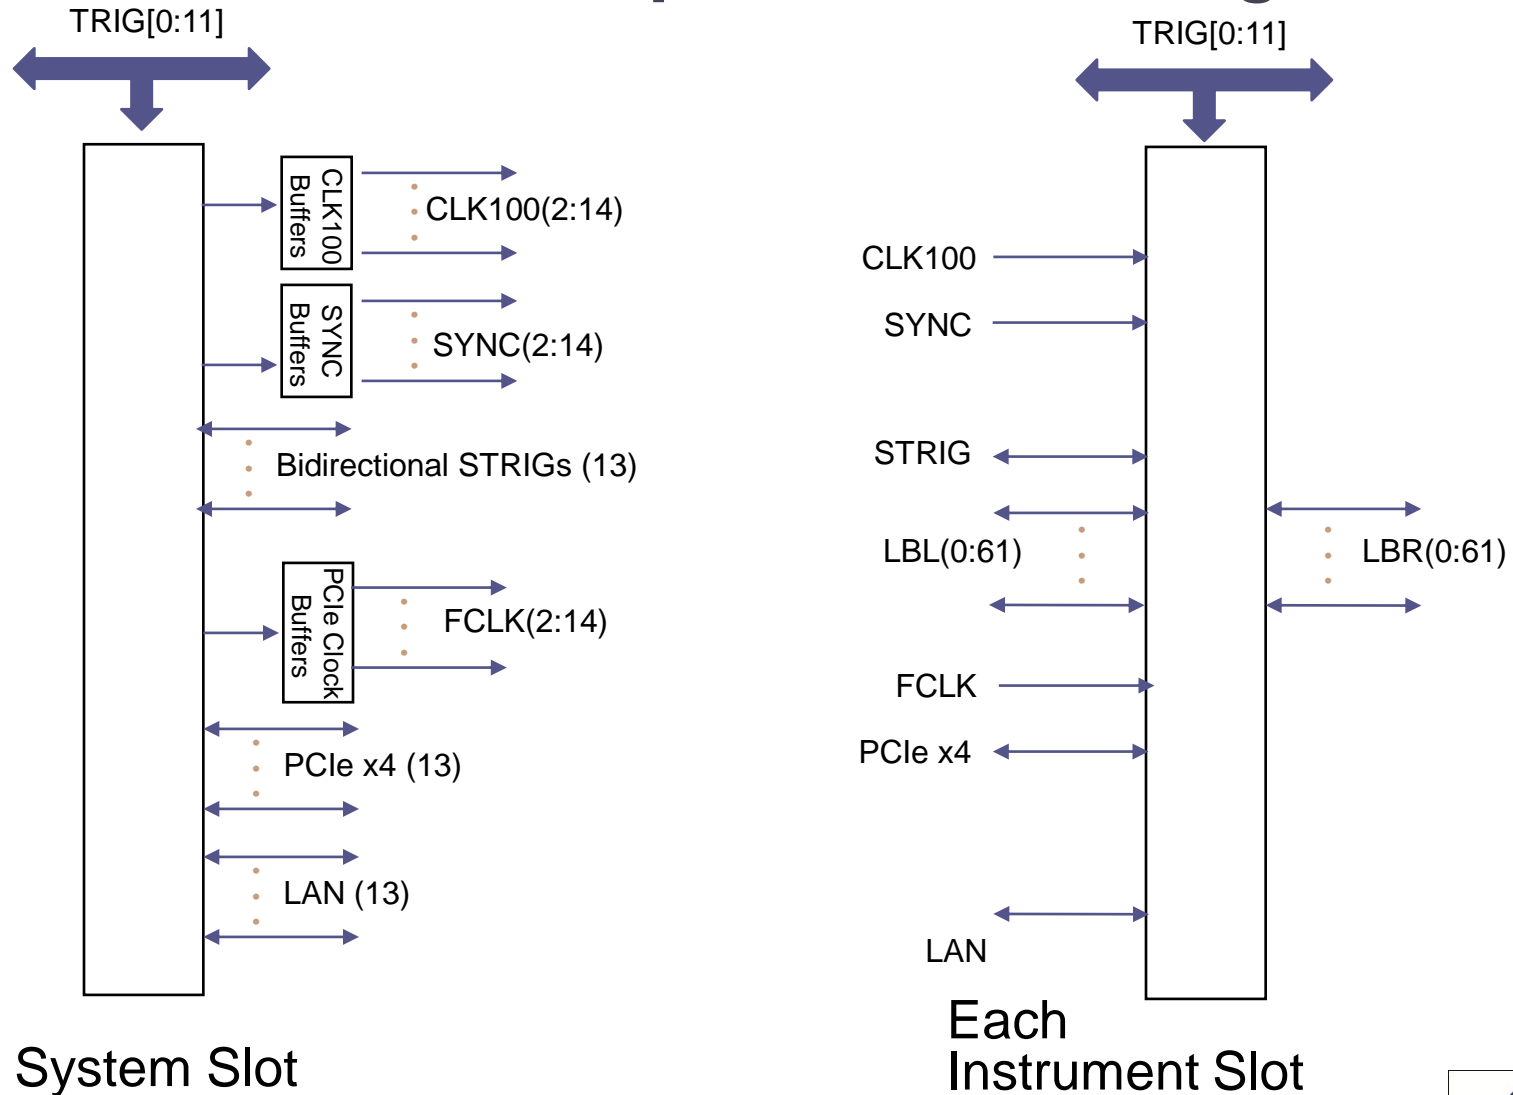 TRIG[0:11]
CLK100
Buffers
CLK100(2:14)
SYNC
Buffers
SYNC(2:14)
Bidirectional STRIGs (13)
PCIe Clock
Buffers
FCLK(2:14)
PCIe x4 (13)
LAN (13)
System Slot
TRIG[0:11]
CLK100
SYNC
STRIG
LBL(0:61)
LBR(0:61)
FCLK
PCIe x4
LAN
Each
Instrument Slot